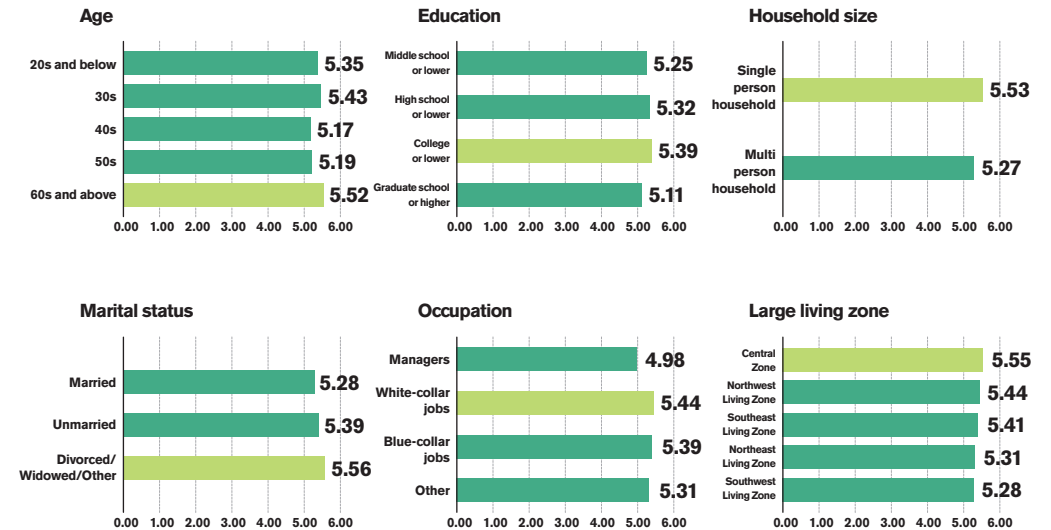 Age
20s and below
5.35
30s
5.43
40s
5.17
50s
5.19
60s and above
5.52
0.00 1.00 2.00 3.00 4.00 5.00 6.00
Education
Middle school
or lower
5.25
High school
or lower
5.32
College
or lower
5.39
Graduate school
or higher
5.11
0.00 1.00 2.00 3.00 4.00 5.00 6.00
Household size
Single
person
household
5.53
Multi
person
household
5.27
0.00 1.00 2.00 3.00 4.00 5.00 6.00
Marital status
Married
5.28
Unmarried
5.39
Divorced/
Widowed/Other
5.56
0.00 1.00 2.00 3.00 4.00 5.00 6.00
Occupation
Managers
4.98
White-collar
jobs
5.44
Blue-collar
jobs
5.39
Other
5.31
0.00 1.00 2.00 3.00 4.00 5.00 6.00
Large living zone
Central
Zone
5.55
Northwest
Living Zone
5.44
Southeast
Living Zone
5.41
Northeast
Living Zone
5.31
Southwest
Living Zone
5.28
0.00 1.00 2.00 3.00 4.00 5.00 6.00